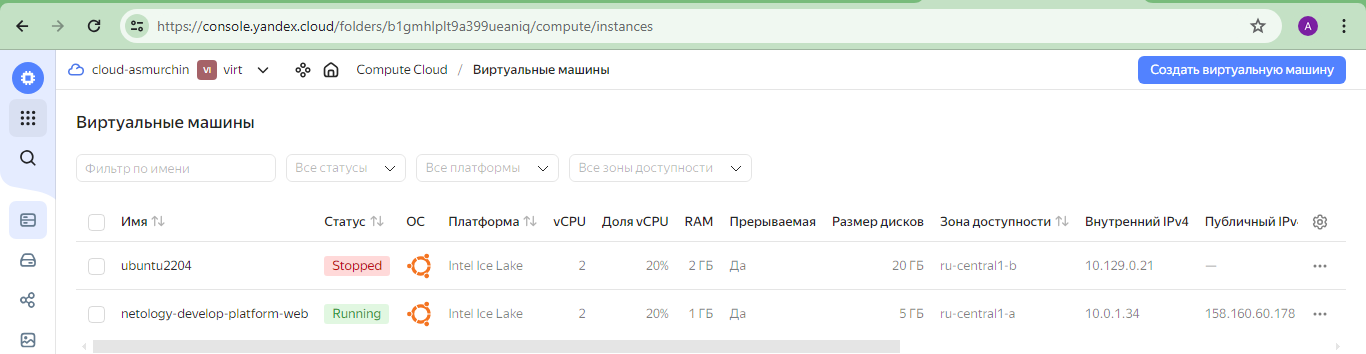 https://console.yandex.cloud/folders/b1gmhlplt9a399ueaniq/compute/instances
A
cloud-asmurchin VI virt Compute Cloud / Виртуальные машины Создать виртуальную машину
Виртуальные машины
Фильтр по имени Все статусы Все платформы Все зоны доступности
Имя Статус ОС Платформа vCPU Доля vCPU RAM Прерываемая Размер дисков Зона доступности Внутренний IPv4 Публичный IPv
ubuntu2204 Stopped Intel Ice Lake 2 20% 2 ГБ Да 20 ГБ ru-central1-b 10.129.0.21 —
netology-develop-platform-web Running Intel Ice Lake 2 20% 1 ГБ Да 5 ГБ ru-central1-a 10.0.1.34 158.160.60.178